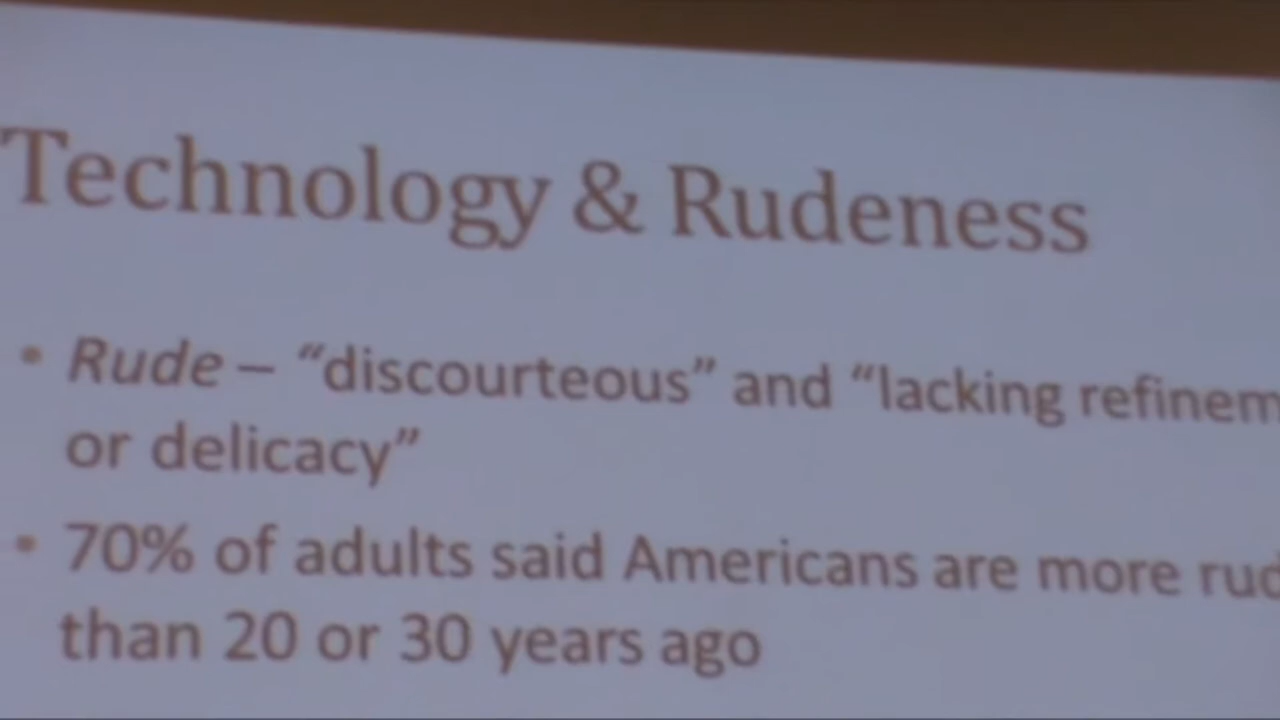 Technology & Rudeness
• Rude – “discourteous” and “lacking refinem
or delicacy”
• 70% of adults said Americans are more rud
than 20 or 30 years ago